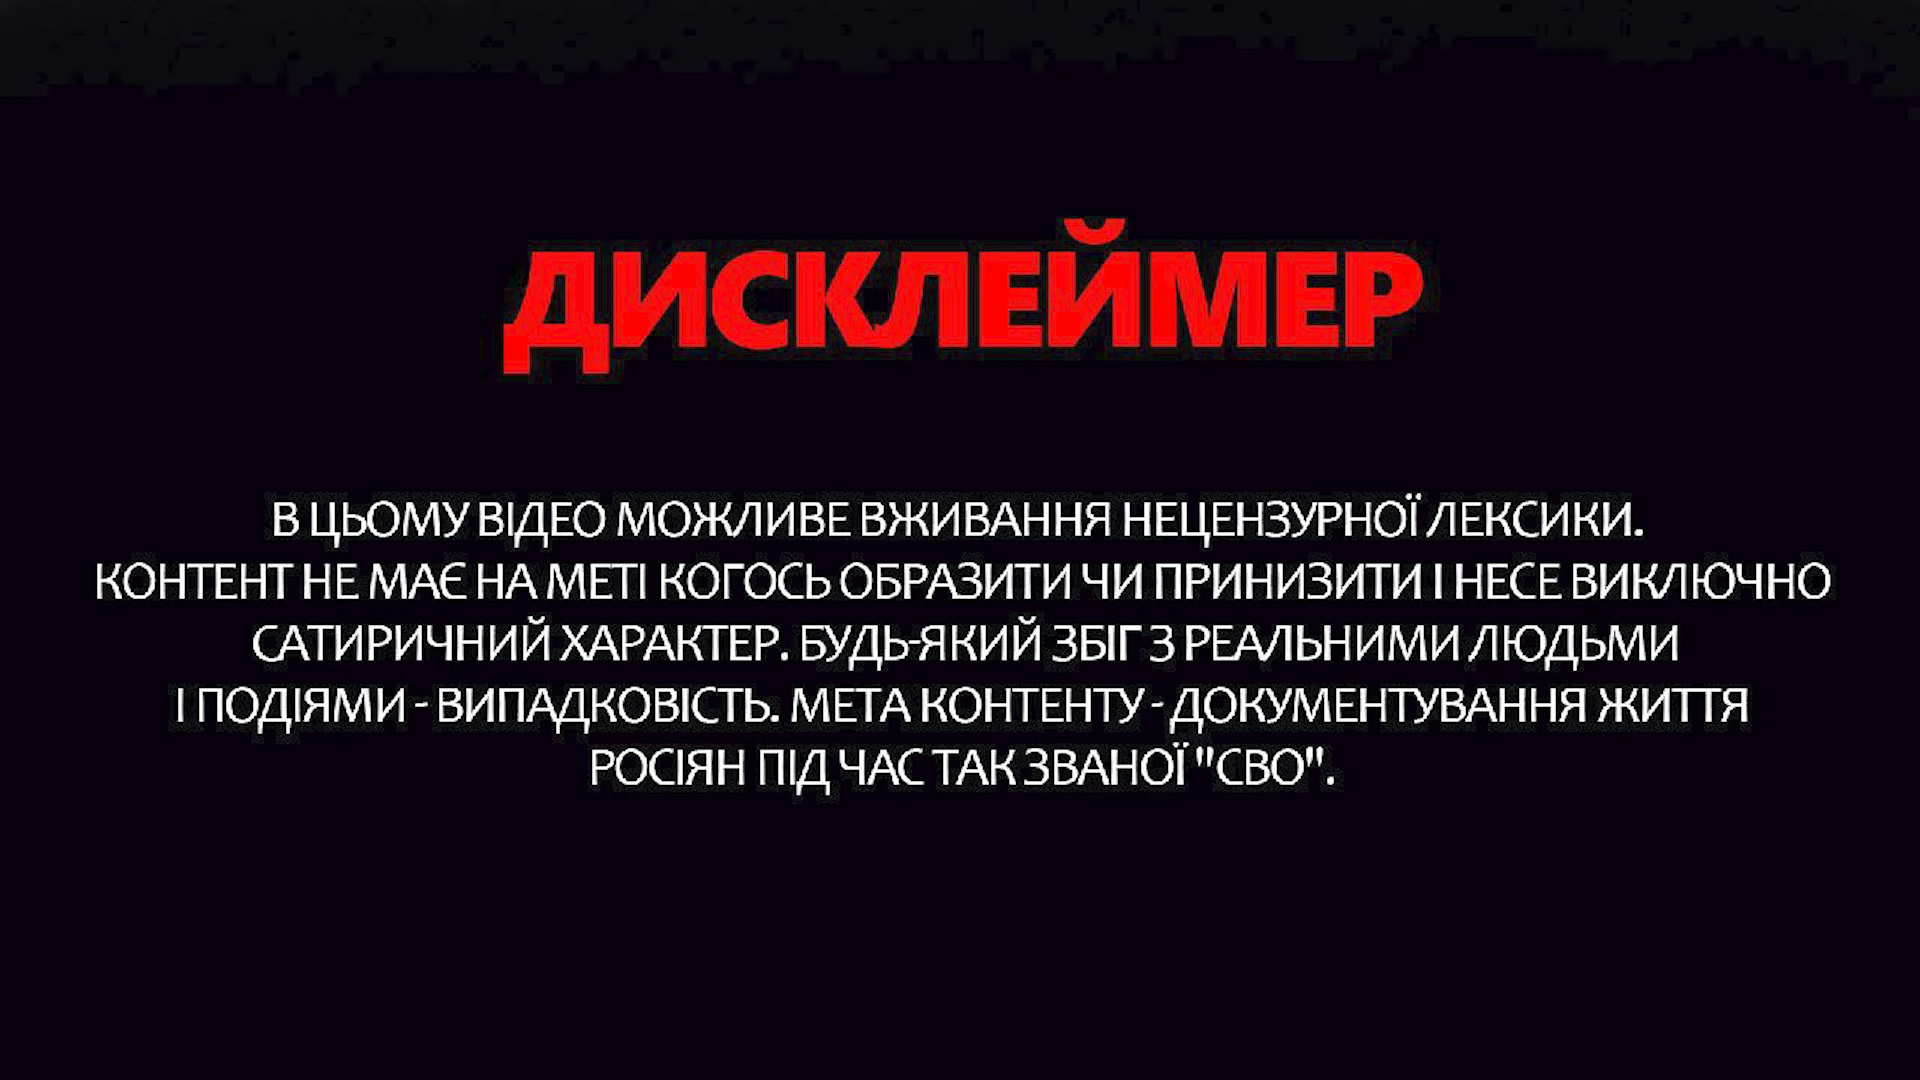 ДИСКЛЕЙМЕР
В ЦЬОМУ ВІДЕО МОЖЛИВЕ ВЖИВАННЯ НЕЦЕНЗУРНОЇ ЛЕКСИКИ.
КОНТЕНТ НЕ МАЄ НА МЕТІ КОГОСЬ ОБРАЗИТИ ЧИ ПРИНИЗИТИ І НЕСЕ ВИКЛЮЧНО
САТИРИЧНИЙ ХАРАКТЕР. БУДЬ-ЯКИЙ ЗБІГ З РЕАЛЬНИМИ ЛЮДЬМИ
І ПОДІЯМИ - ВИПАДКОВІСТЬ. МЕТА КОНТЕНТУ - ДОКУМЕНТУВАННЯ ЖИТТЯ
РОСІЯН ПІД ЧАС ТАК ЗВАНОЇ "СВО".